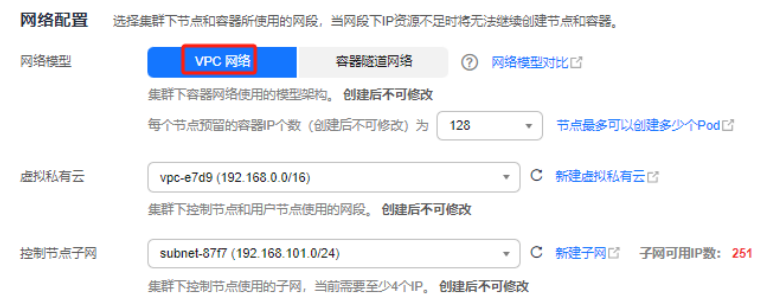 网络配置 选择集群下节点和容器所使用的网段，当网段下IP资源不足时将无法继续创建节点和容器。
网络模型 VPC 网络 容器隧道网络 ? 网络模型对比
集群下容器网络使用的模型架构。创建后不可修改
每个节点预留的容器IP个数（创建后不可修改）为 128 节点最多可以创建多少个Pod
虚拟私有云 vpc-e7d9 (192.168.0.0/16) 新建虚拟私有云
集群下控制节点和用户节点使用的网段。创建后不可修改
控制节点子网 subnet-87f7 (192.168.101.0/24) 新建子网 子网可用IP数：251
集群下控制节点使用的子网，当前需要至少4个IP。创建后不可修改